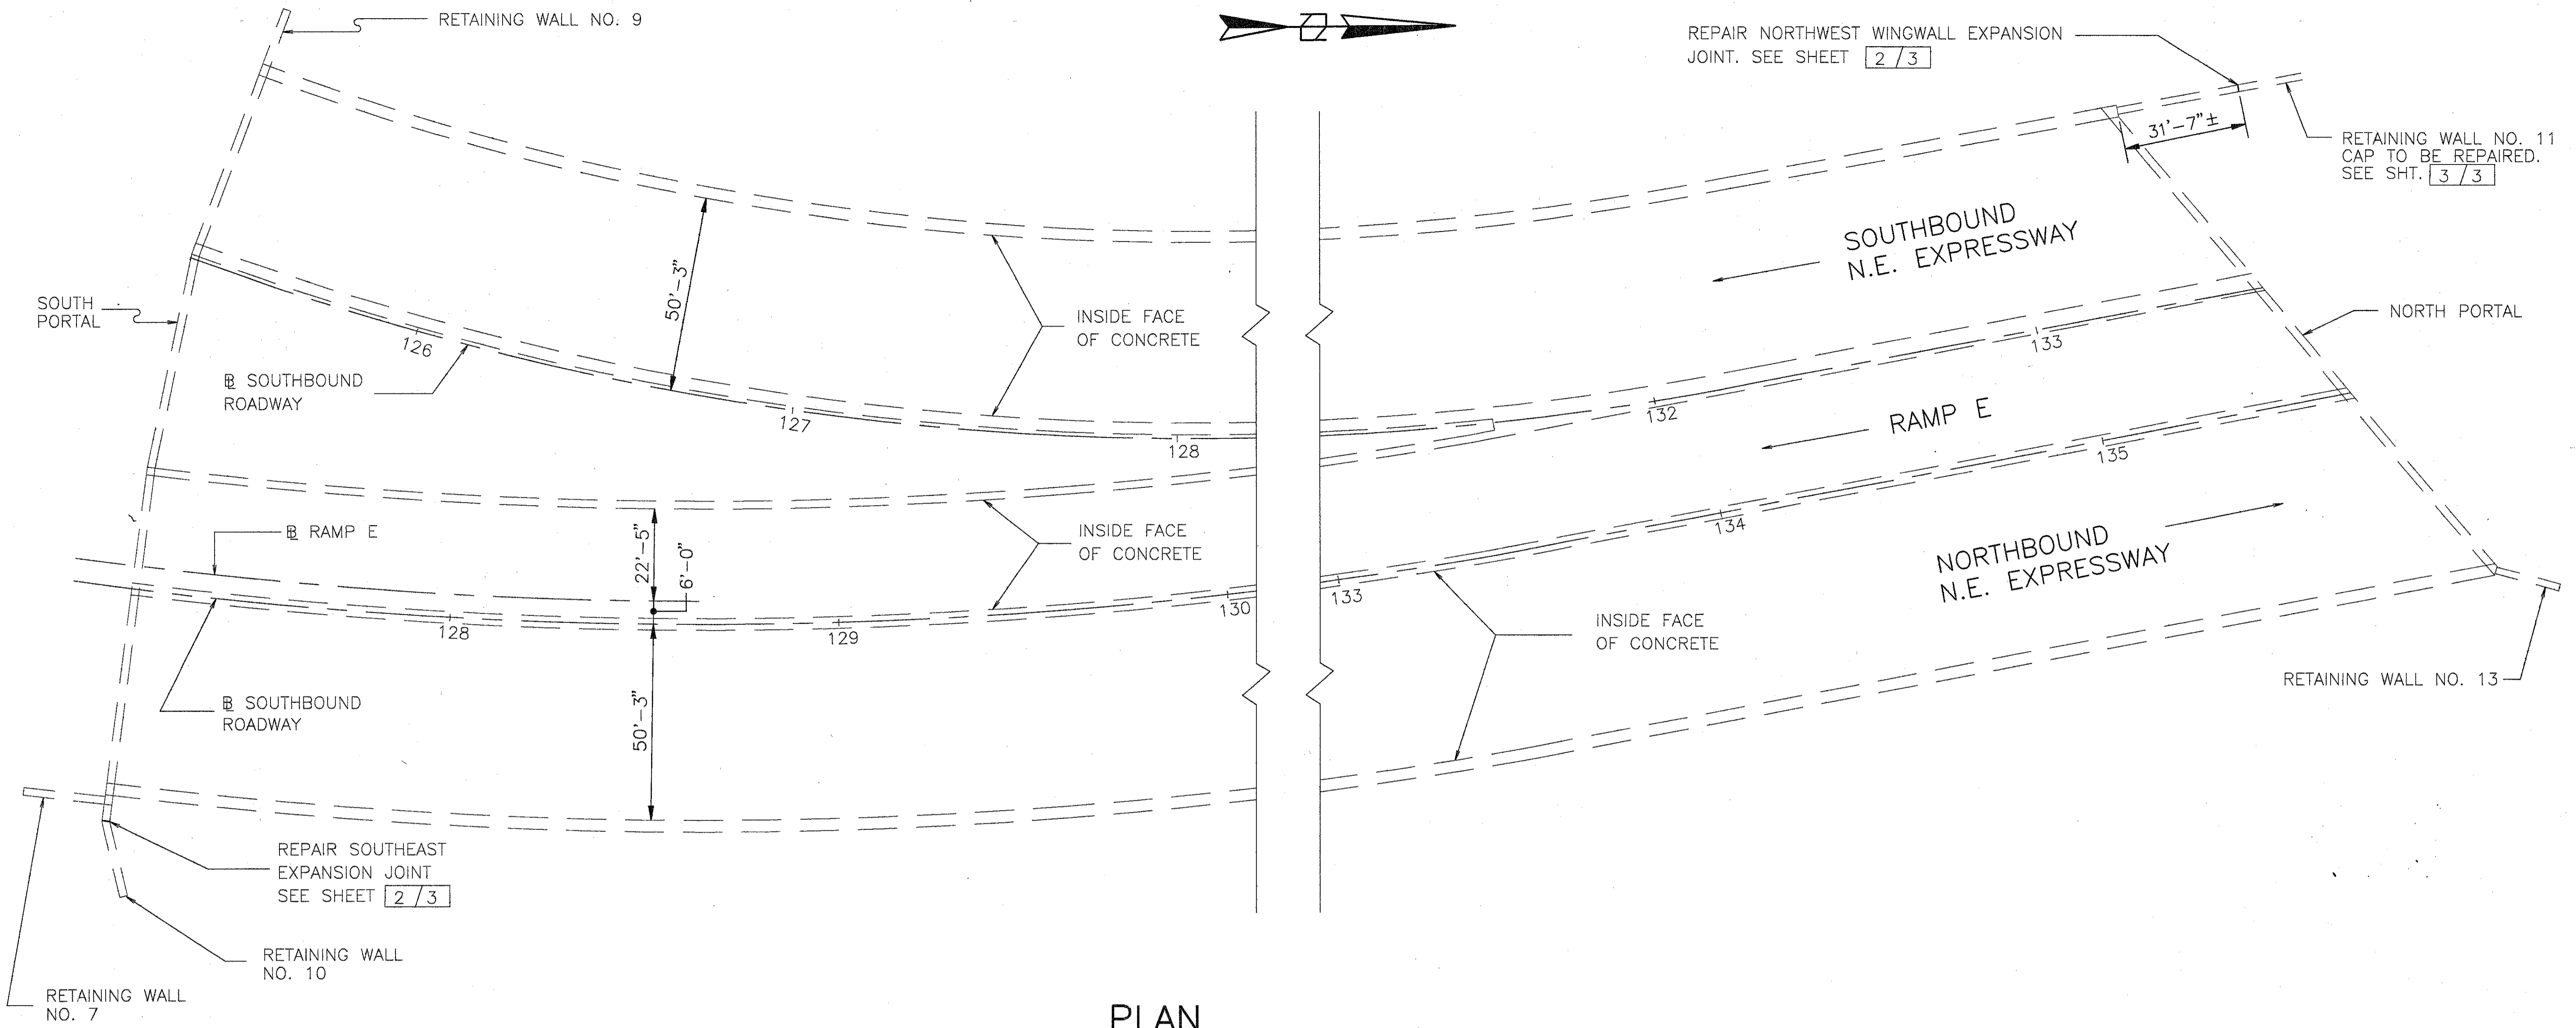 RETAINING WALL NO. 9
REPAIR NORTHWEST WINGWALL EXPANSION
JOINT. SEE SHEET 2/3
31'-7"±
RETAINING WALL NO. 11
CAP TO BE REPAIRED.
SEE SHT. 3/3
SOUTHBOUND
N.E. EXPRESSWAY
SOUTH
PORTAL
50'-3"
INSIDE FACE
OF CONCRETE
NORTH PORTAL
126
127
128
132
133
℄ SOUTHBOUND
ROADWAY
RAMP E
135
134
℄ RAMP E
22'-5"
6'-0"
INSIDE FACE
OF CONCRETE
NORTHBOUND
N.E. EXPRESSWAY
128
129
130
133
INSIDE FACE
OF CONCRETE
℄ SOUTHBOUND
ROADWAY
50'-3"
RETAINING WALL NO. 13
REPAIR SOUTHEAST
EXPANSION JOINT
SEE SHEET 2/3
RETAINING WALL
NO. 10
RETAINING WALL
NO. 7
PLAN